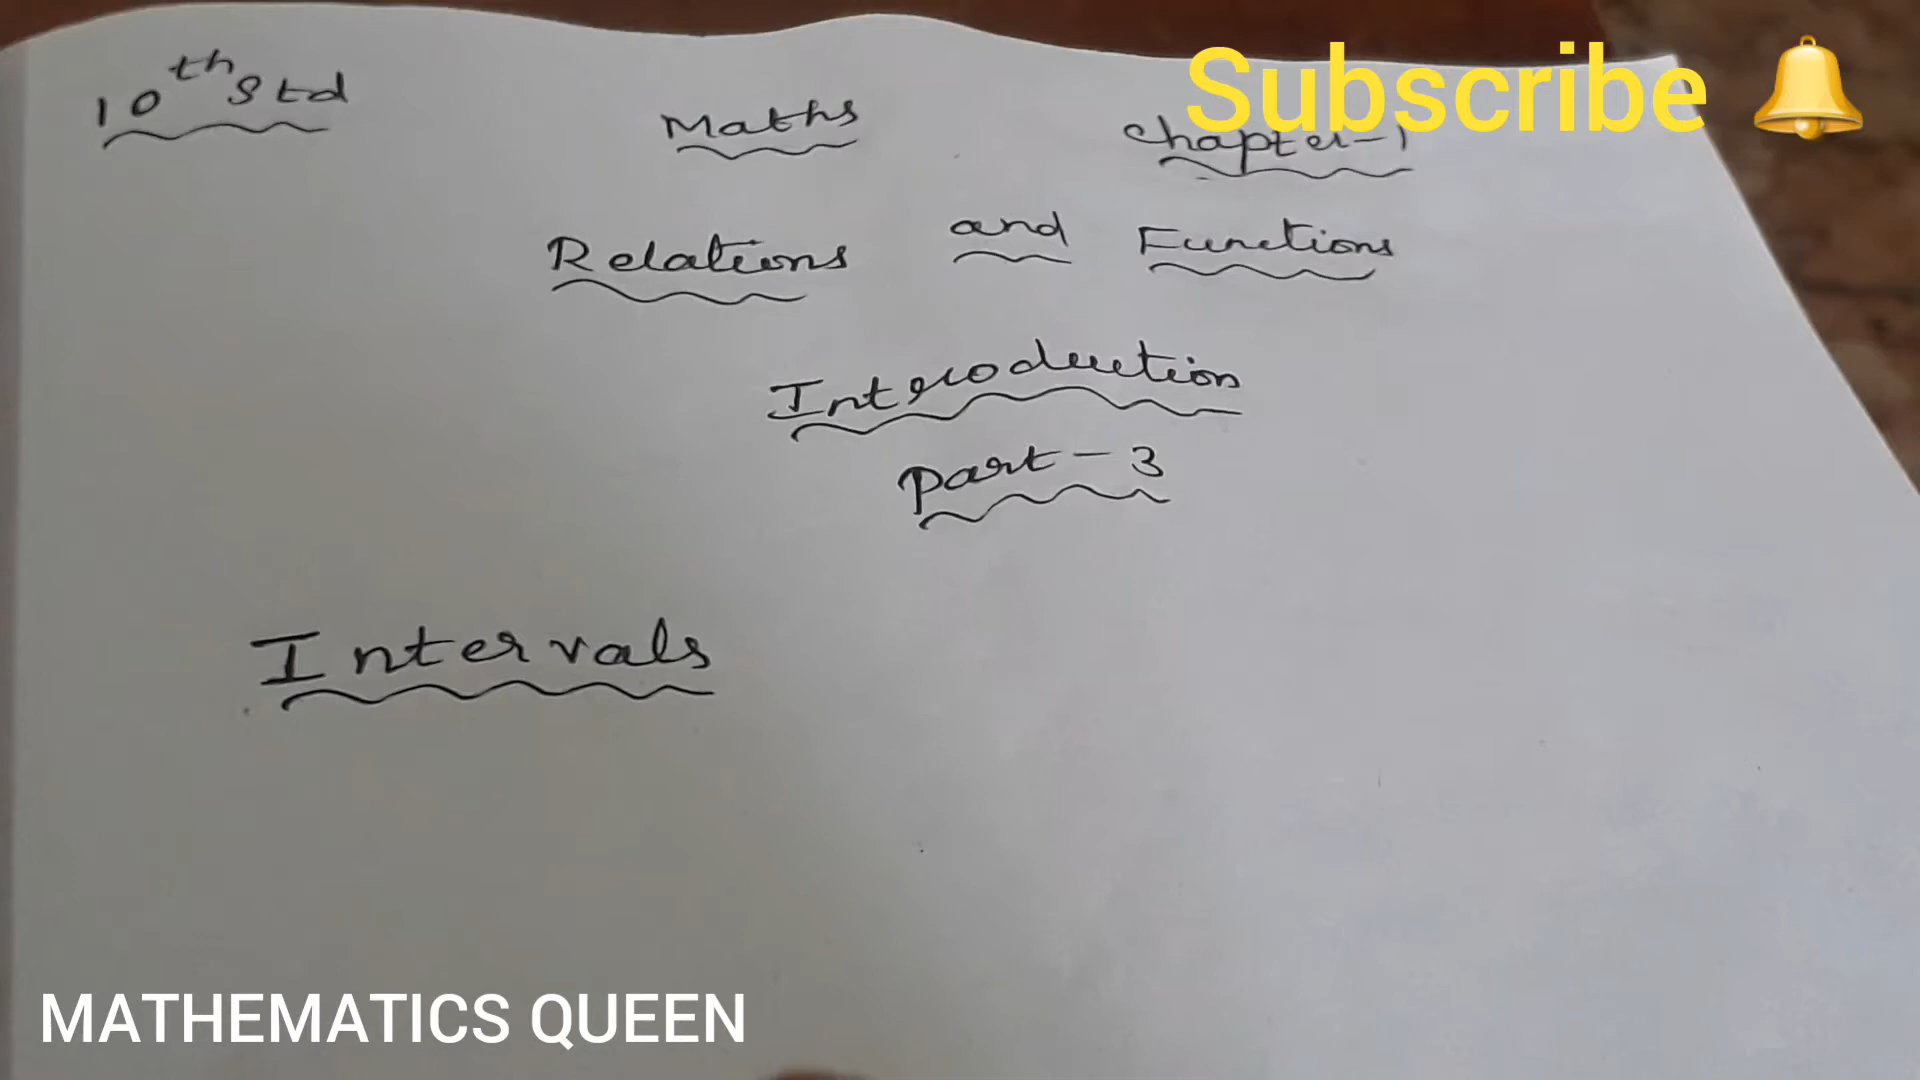 Subscribe 🔔
10th Std Maths Chapter-1
Relations and Functions
Introduction
Part - 3
Intervals
MATHEMATICS QUEEN